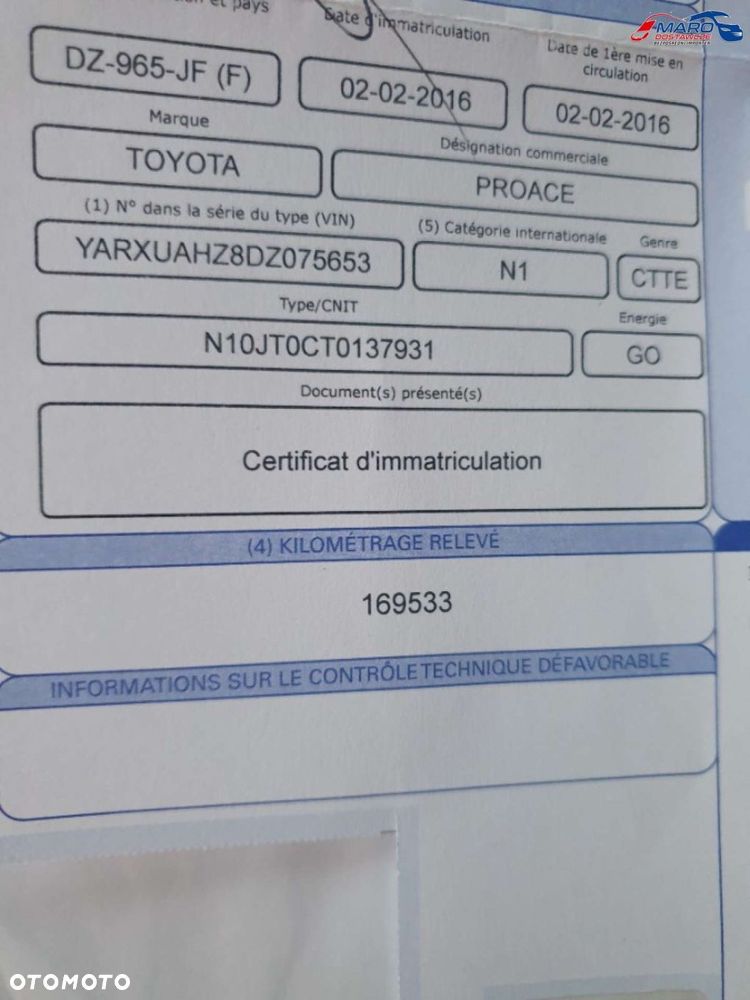 et pays
Date d'immatriculation
Date de 1ère mise en
circulation
DZ-965-JF (F)
02-02-2016
02-02-2016
Marque
Désignation commerciale
TOYOTA
PROACE
(1) N° dans la série du type (VIN)
(5) Catégorie internationale
Genre
YARXUAHZ8DZ075653
N1
CTTE
Type/CNIT
Energie
N10JT0CT0137931
GO
Document(s) présenté(s)
Certificat d'immatriculation
(4) KILOMÉTRAGE RELEVÉ
169533
INFORMATIONS SUR LE CONTRÔLE TECHNIQUE DÉFAVORABLE
MARO
DOSTAWCZE
OTOMOTO